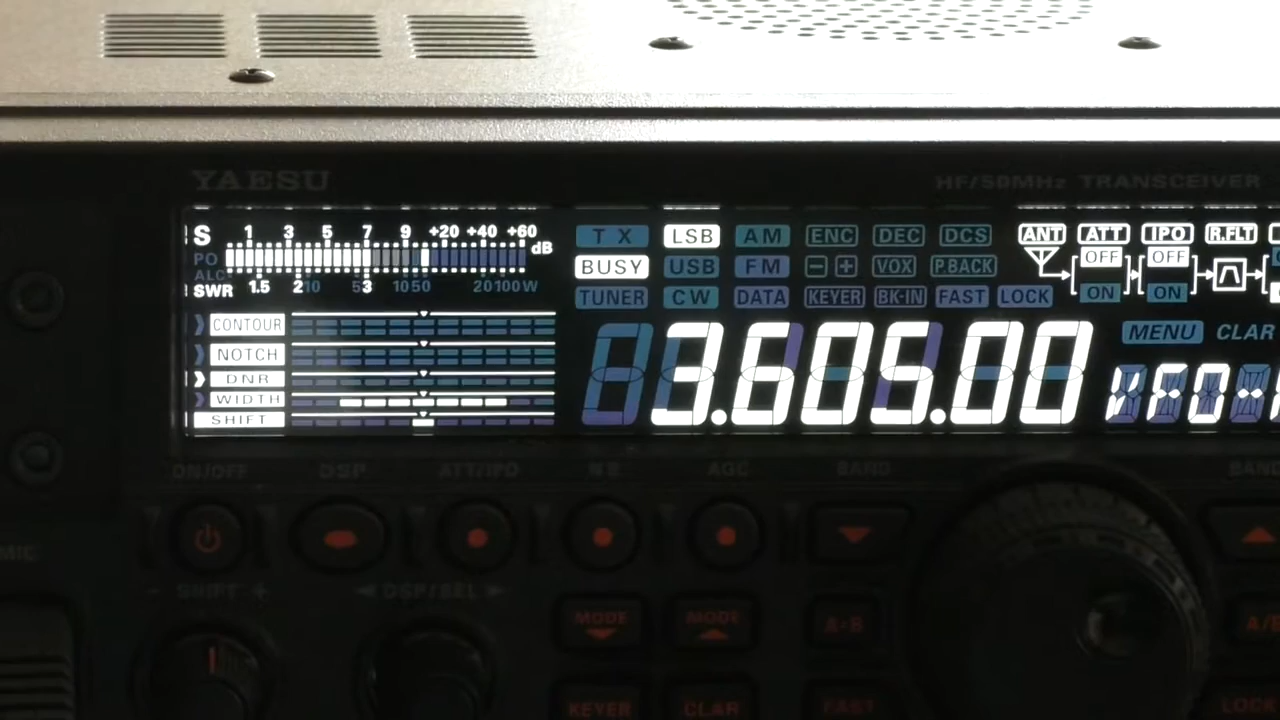 YAESU
HF/50MHz TRANSCEIVER
S 1 3 5 7 9 +20 +40 +60 dB
PO
ALC
SWR 1.5 2 10 5 3 10 50 20 100 W
TX LSB AM ENC DEC DCS
BUSY USB FM - + VOX P.BACK
TUNER CW DATA KEYER BK-IN FAST LOCK
ANT ATT IPO R.FLT
OFF OFF
ON ON
CONTOUR
NOTCH
DNR
WIDTH
SHIFT
3.605.00
MENU CLAR
VFO-
ON/OFF DSP ATT/IPO NB AGC BAND BAND
MIC
- SHIFT + DSP/SEL
MODE MODE A▸B
KEYER CLAR FAST LOCK